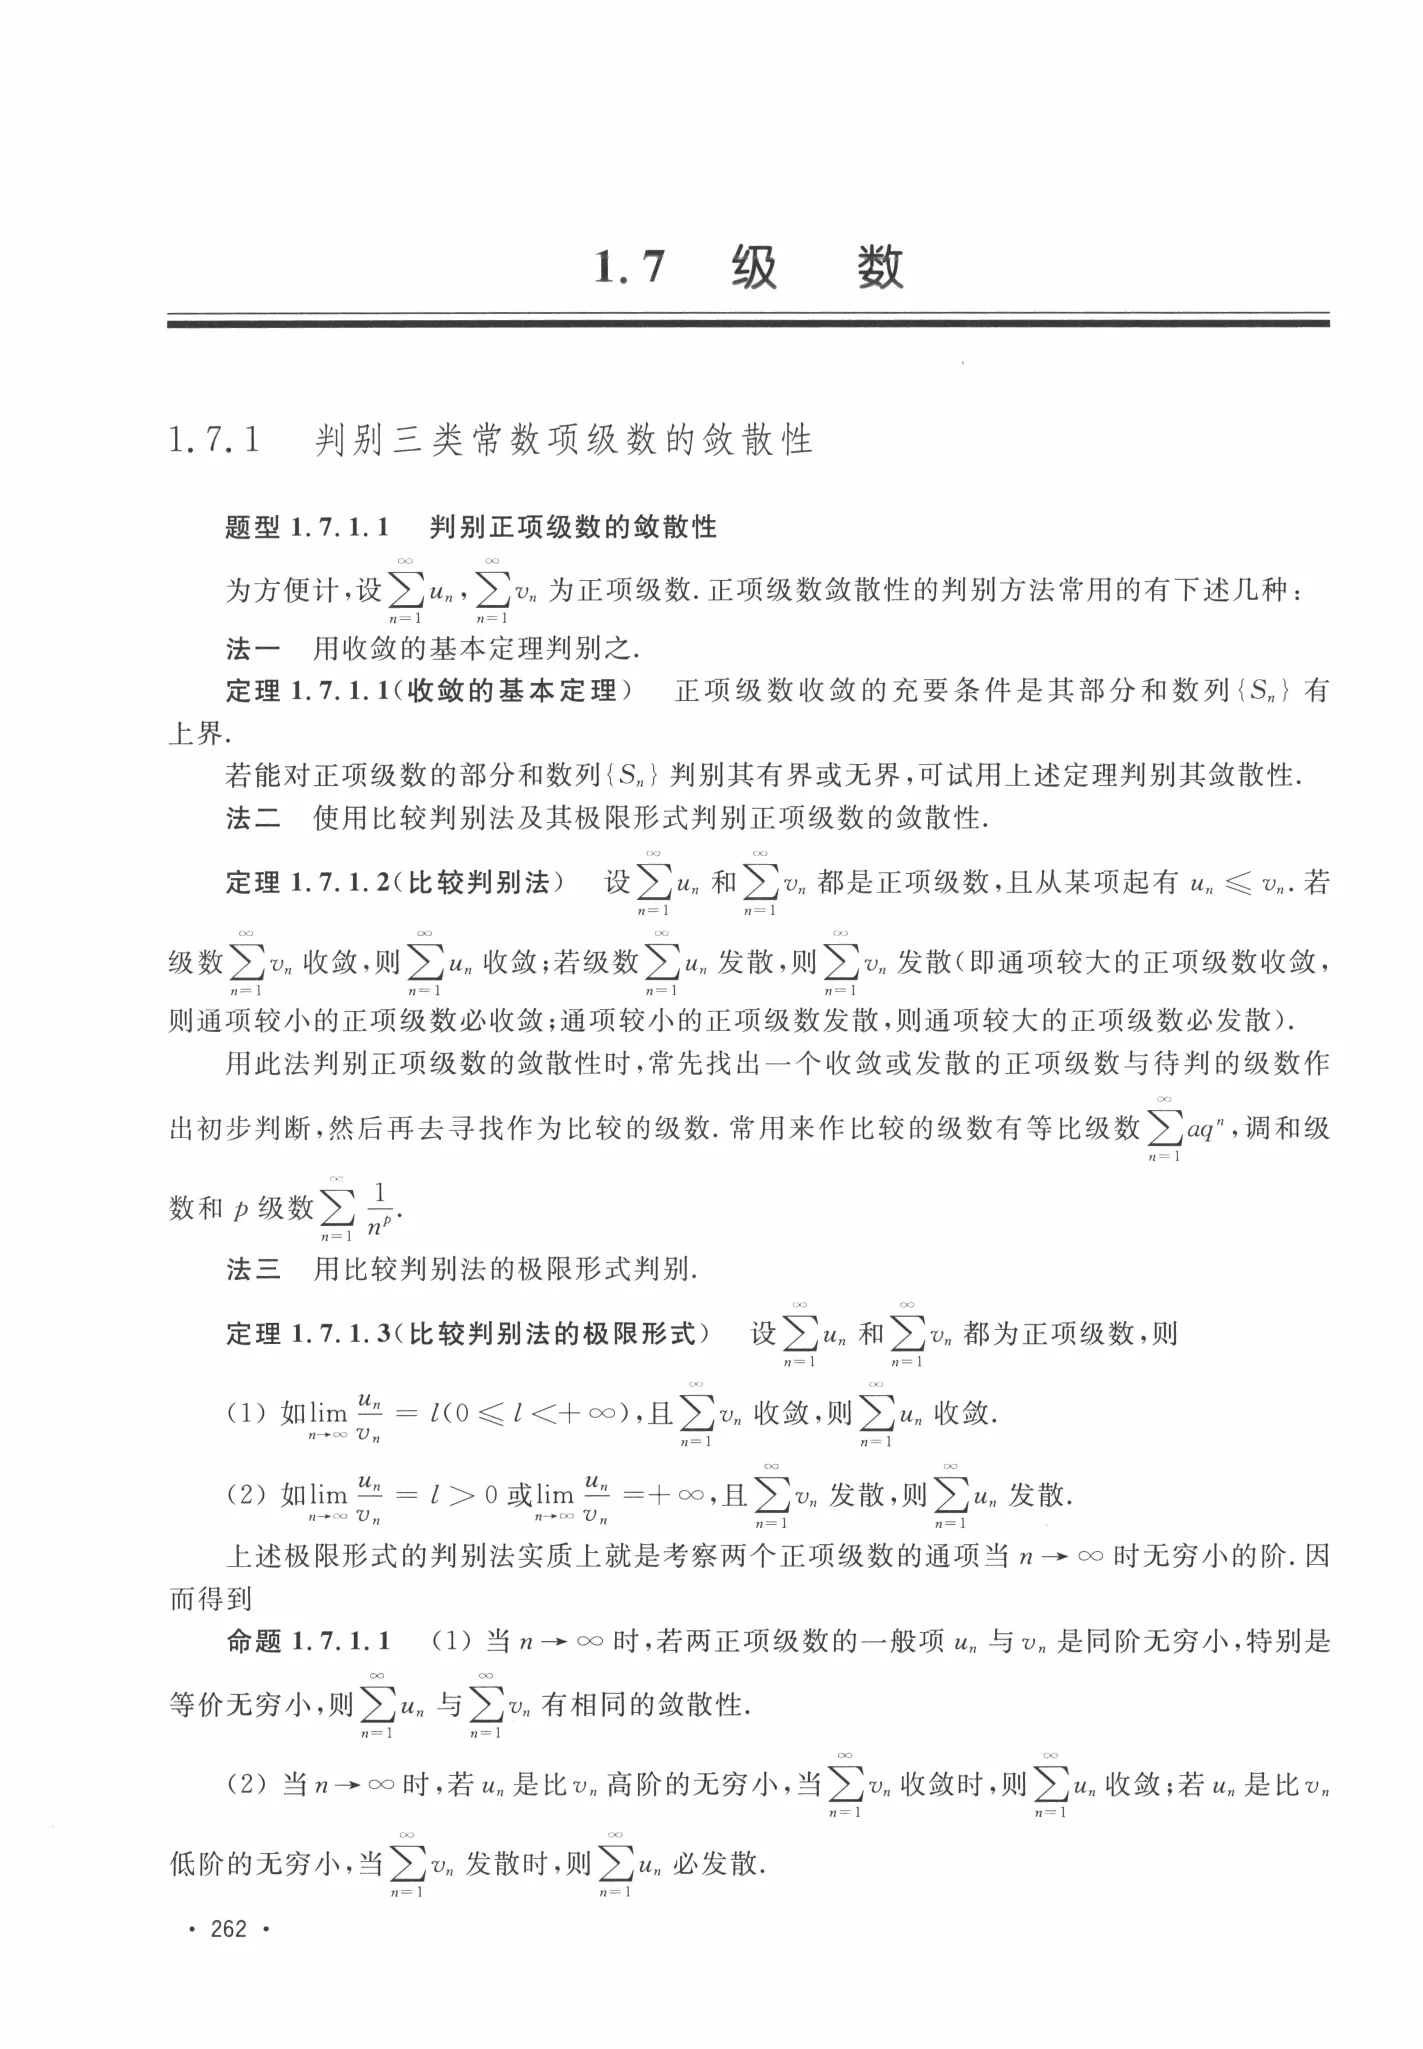 1.7 级 数
1.7.1 判别三类常数项级数的敛散性
题型 1.7.1.1 判别正项级数的敛散性
为方便计,设$\sum_{n=1}^{\infty}u_n$,$\sum_{n=1}^{\infty}v_n$ 为正项级数.正项级数敛散性的判别方法常用的有下述几种:
法一 用收敛的基本定理判别之.
定理 1.7.1.1(收敛的基本定理) 正项级数收敛的充要条件是其部分和数列{$S_n$}有
上界.
若能对正项级数的部分和数列{$S_n$}判别其有界或无界,可试用上述定理判别其敛散性.
法二 使用比较判别法及其极限形式判别正项级数的敛散性.
定理 1.7.1.2(比较判别法) 设$\sum_{n=1}^{\infty}u_n$ 和$\sum_{n=1}^{\infty}v_n$ 都是正项级数,且从某项起有 $u_n \leqslant v_n$.若
级数$\sum_{n=1}^{\infty}v_n$ 收敛,则$\sum_{n=1}^{\infty}u_n$ 收敛;若级数$\sum_{n=1}^{\infty}u_n$ 发散,则$\sum_{n=1}^{\infty}v_n$ 发散(即通项较大的正项级数收敛,
则通项较小的正项级数必收敛;通项较小的正项级数发散,则通项较大的正项级数必发散).
用此法判别正项级数的敛散性时,常先找出一个收敛或发散的正项级数与待判的级数作
出初步判断,然后再去寻找作为比较的级数.常用来作比较的级数有等比级数$\sum_{n=1}^{\infty}aq^n$,调和级
数和 $p$ 级数$\sum_{n=1}^{\infty}\frac{1}{n^p}$.
法三 用比较判别法的极限形式判别.
定理 1.7.1.3(比较判别法的极限形式) 设$\sum_{n=1}^{\infty}u_n$ 和$\sum_{n=1}^{\infty}v_n$ 都为正项级数,则
(1) 如$\lim_{n\to\infty}\frac{u_n}{v_n}=l(0\leqslant l<+\infty)$,且$\sum_{n=1}^{\infty}v_n$ 收敛,则$\sum_{n=1}^{\infty}u_n$ 收敛.
(2) 如$\lim_{n\to\infty}\frac{u_n}{v_n}=l>0$或$\lim_{n\to\infty}\frac{u_n}{v_n}=+\infty$,且$\sum_{n=1}^{\infty}v_n$ 发散,则$\sum_{n=1}^{\infty}u_n$ 发散.
上述极限形式的判别法实质上就是考察两个正项级数的通项当 $n\to\infty$ 时无穷小的阶.因
而得到
命题 1.7.1.1 (1) 当 $n\to\infty$ 时,若两正项级数的一般项 $u_n$ 与 $v_n$ 是同阶无穷小,特别是
等价无穷小,则$\sum_{n=1}^{\infty}u_n$ 与$\sum_{n=1}^{\infty}v_n$ 有相同的敛散性.
(2) 当 $n\to\infty$ 时,若 $u_n$ 是比 $v_n$ 高阶的无穷小,当$\sum_{n=1}^{\infty}v_n$ 收敛时,则$\sum_{n=1}^{\infty}u_n$ 收敛;若 $u_n$ 是比 $v_n$
低阶的无穷小,当$\sum_{n=1}^{\infty}v_n$ 发散时,则$\sum_{n=1}^{\infty}u_n$ 必发散.
· 262 ·